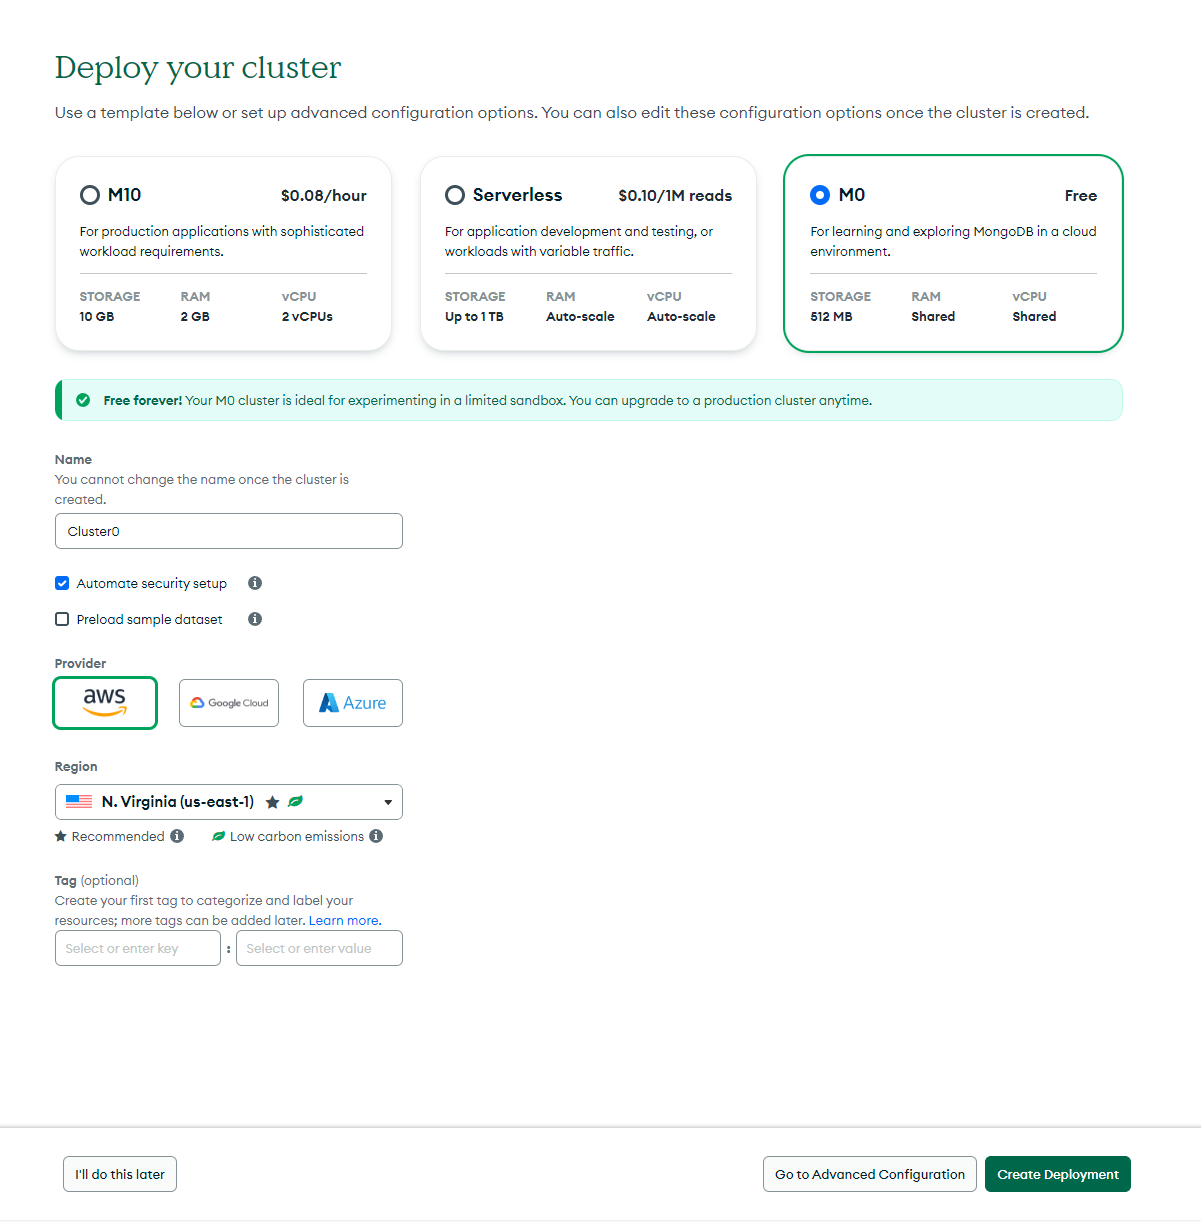 Deploy your cluster
Use a template below or set up advanced configuration options. You can also edit these configuration options once the cluster is created.
M10 $0.08/hour
For production applications with sophisticated
workload requirements.
STORAGE RAM vCPU
10 GB 2 GB 2 vCPUs
Serverless $0.10/1M reads
For application development and testing, or
workloads with variable traffic.
STORAGE RAM vCPU
Up to 1 TB Auto-scale Auto-scale
M0 Free
For learning and exploring MongoDB in a cloud
environment.
STORAGE RAM vCPU
512 MB Shared Shared
Free forever! Your M0 cluster is ideal for experimenting in a limited sandbox. You can upgrade to a production cluster anytime.
Name
You cannot change the name once the cluster is
created.
Cluster0
Automate security setup
Preload sample dataset
Provider
aws Google Cloud Azure
Region
N. Virginia (us-east-1)
Recommended Low carbon emissions
Tag (optional)
Create your first tag to categorize and label your
resources; more tags can be added later. Learn more.
Select or enter key : Select or enter value
I'll do this later Go to Advanced Configuration Create Deployment